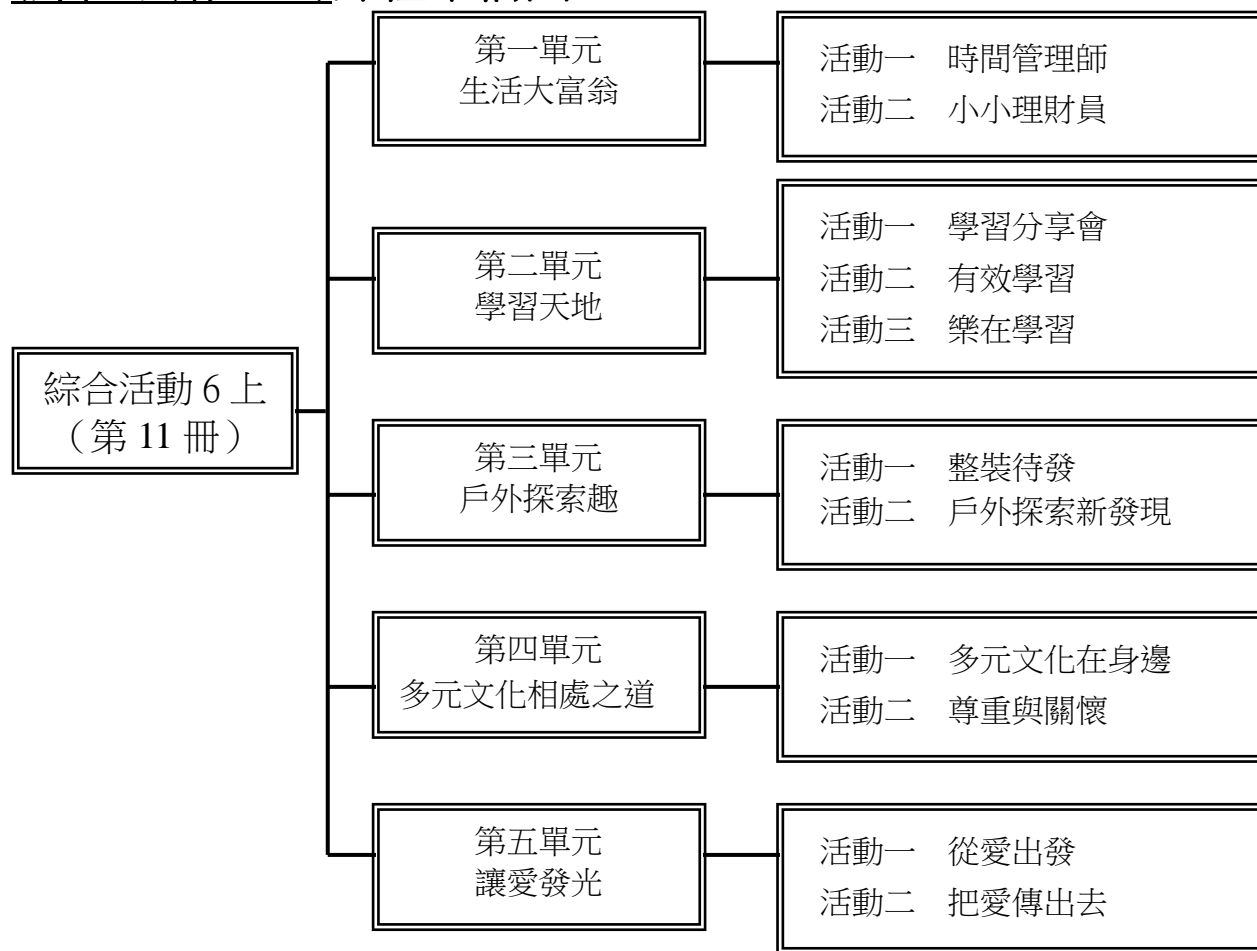 綜合活動 6 上
（第 11 冊）
第一單元
生活大富翁
活動一　時間管理師
活動二　小小理財員
第二單元
學習天地
活動一　學習分享會
活動二　有效學習
活動三　樂在學習
第三單元
戶外探索趣
活動一　整裝待發
活動二　戶外探索新發現
第四單元
多元文化相處之道
活動一　多元文化在身邊
活動二　尊重與關懷
第五單元
讓愛發光
活動一　從愛出發
活動二　把愛傳出去